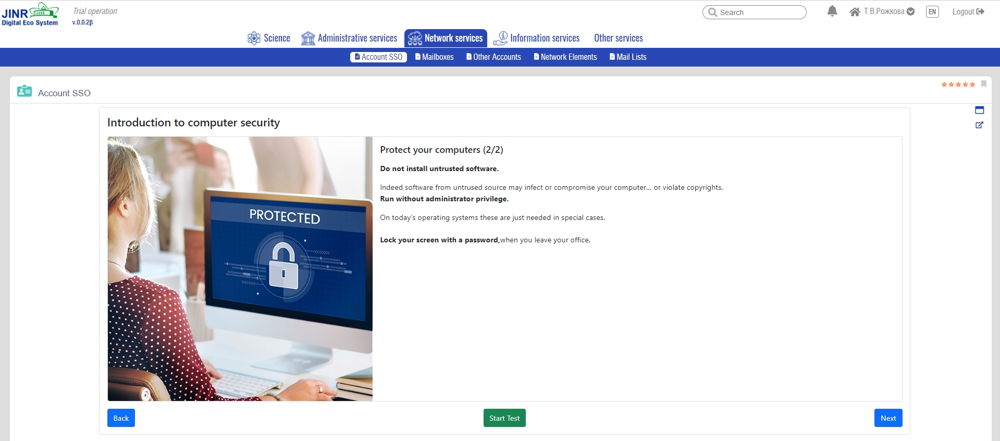 JINR
Digital Eco System
Trial operation
v.0.0.2β
Search
Т.В.Рожкова
EN
Logout
Science
Administrative services
Network services
Information services
Other services
Account SSO
Mailboxes
Other Accounts
Network Elements
Mail Lists
Account SSO
Introduction to computer security
PROTECTED
Protect your computers (2/2)
Do not install untrusted software.
Indeed software from untrused source may infect or compromise your computer... or violate copyrights.
Run without administrator privilege.
On today's operating systems these are just needed in special cases.
Lock your screen with a password,when you leave your office.
Back
Start Test
Next